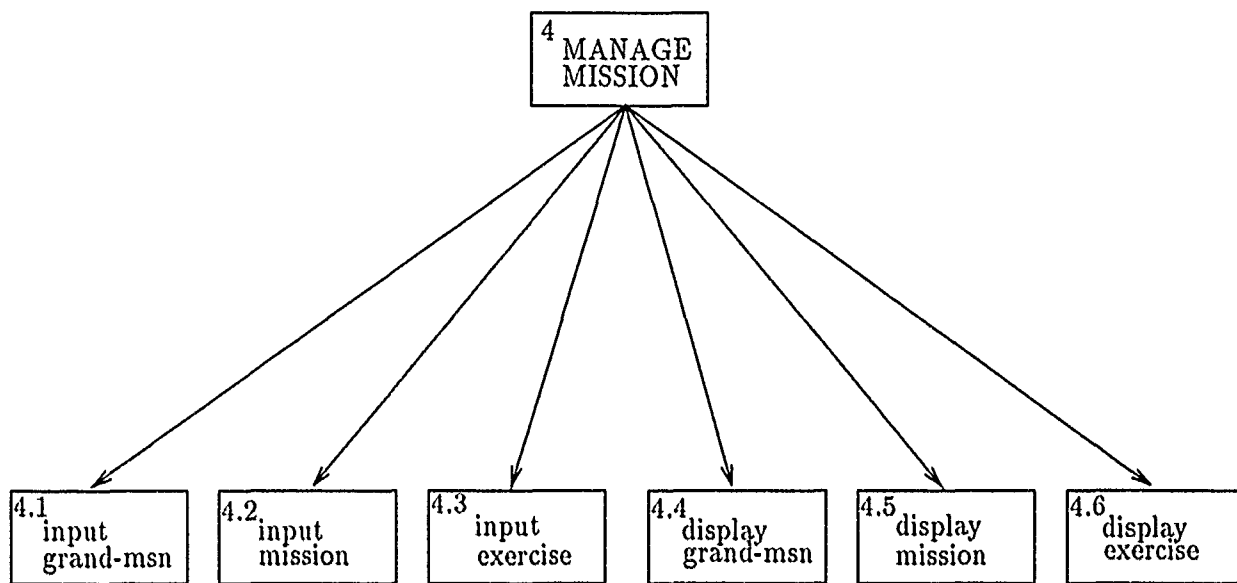 4
MANAGE
MISSION
4.1
input
grand-msn
4.2
input
mission
4.3
input
exercise
4.4
display
grand-msn
4.5
display
mission
4.6
display
exercise